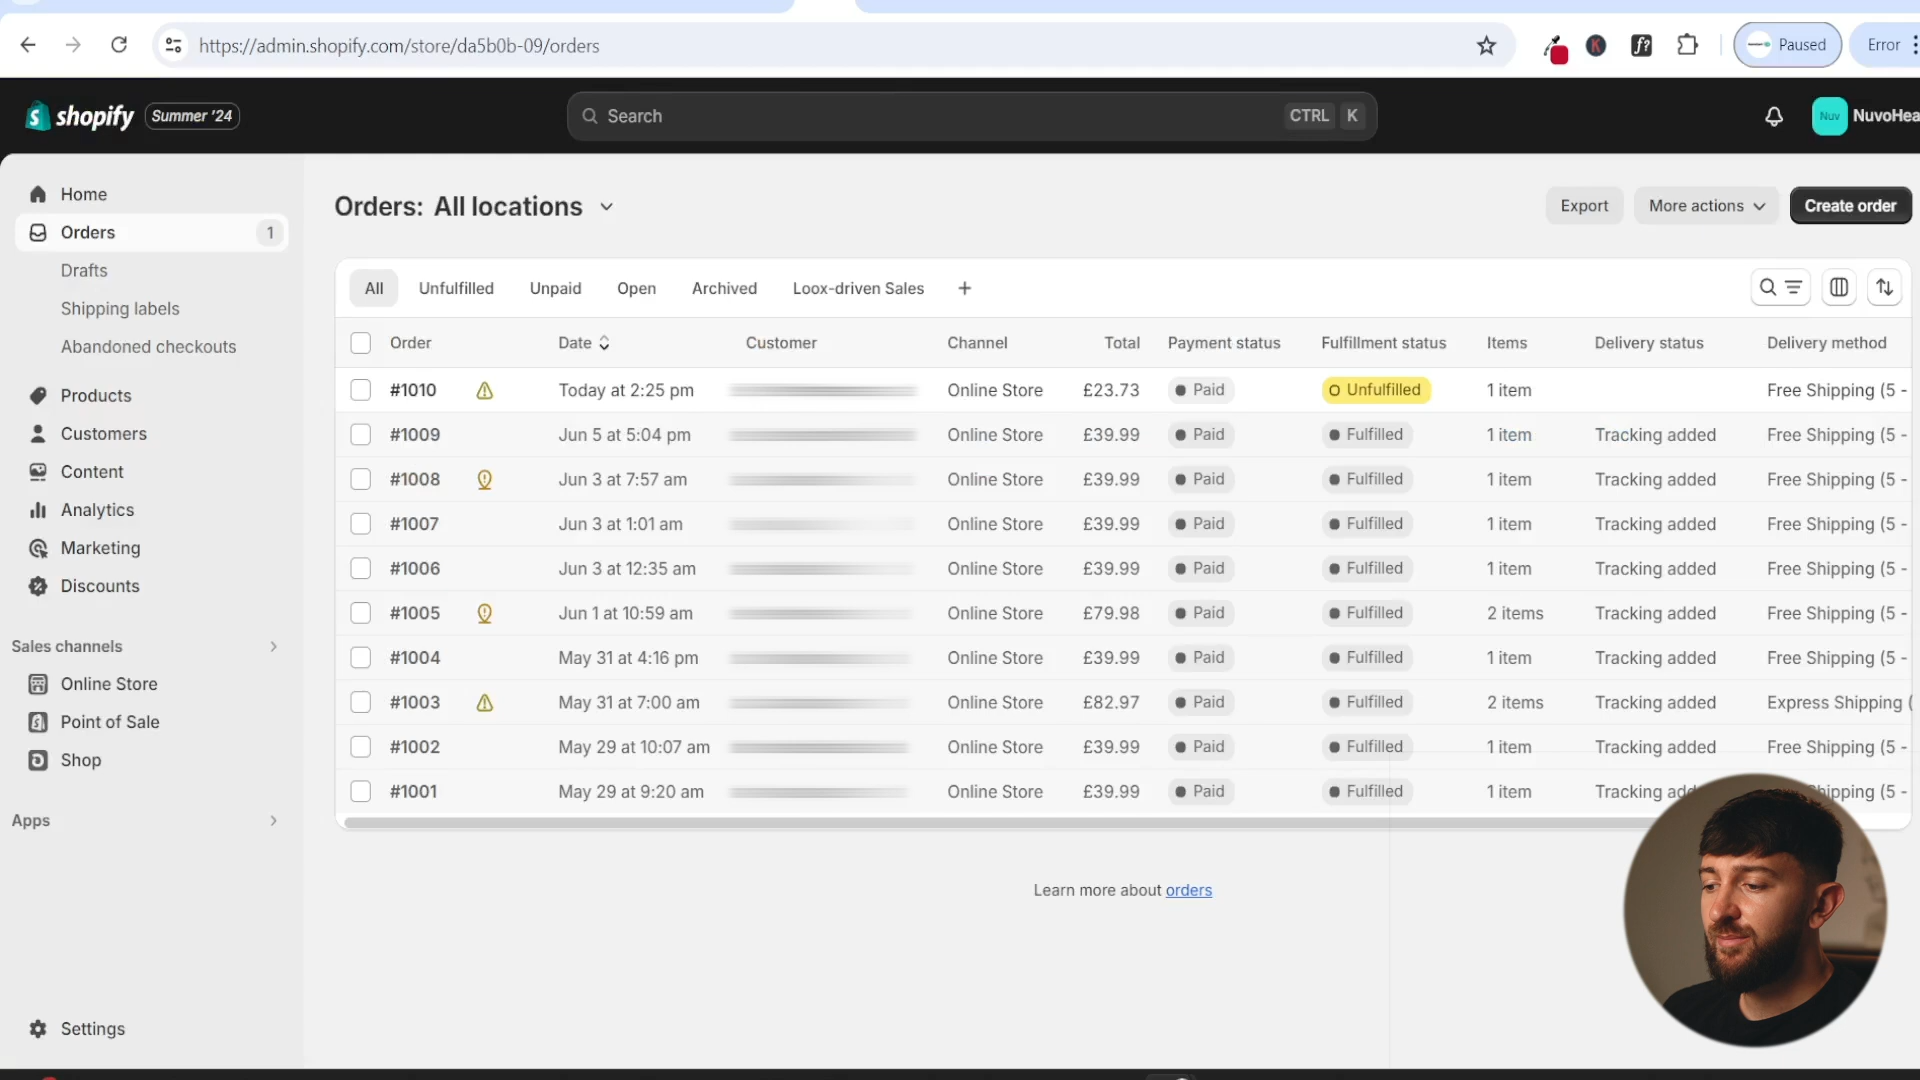 https://admin.shopify.com/store/da5b0b-09/orders
Paused
Error
shopify Summer '24
Search CTRL K
Nuv NuvoHea
Home
Orders 1
Drafts
Shipping labels
Abandoned checkouts
Products
Customers
Content
Analytics
Marketing
Discounts
Sales channels
Online Store
Point of Sale
Shop
Apps
Settings
Orders: All locations
Export More actions Create order
All Unfulfilled Unpaid Open Archived Loox-driven Sales +
Order Date Customer Channel Total Payment status Fulfillment status Items Delivery status Delivery method
#1010 Today at 2:25 pm Online Store £23.73 Paid Unfulfilled 1 item Free Shipping (5 -
#1009 Jun 5 at 5:04 pm Online Store £39.99 Paid Fulfilled 1 item Tracking added Free Shipping (5 -
#1008 Jun 3 at 7:57 am Online Store £39.99 Paid Fulfilled 1 item Tracking added Free Shipping (5 -
#1007 Jun 3 at 1:01 am Online Store £39.99 Paid Fulfilled 1 item Tracking added Free Shipping (5 -
#1006 Jun 3 at 12:35 am Online Store £39.99 Paid Fulfilled 1 item Tracking added Free Shipping (5 -
#1005 Jun 1 at 10:59 am Online Store £79.98 Paid Fulfilled 2 items Tracking added Free Shipping (5 -
#1004 May 31 at 4:16 pm Online Store £39.99 Paid Fulfilled 1 item Tracking added Free Shipping (5 -
#1003 May 31 at 7:00 am Online Store £82.97 Paid Fulfilled 2 items Tracking added Express Shipping (
#1002 May 29 at 10:07 am Online Store £39.99 Paid Fulfilled 1 item Tracking added Free Shipping (5 -
#1001 May 29 at 9:20 am Online Store £39.99 Paid Fulfilled 1 item Tracking hipping (5 -
Learn more about orders